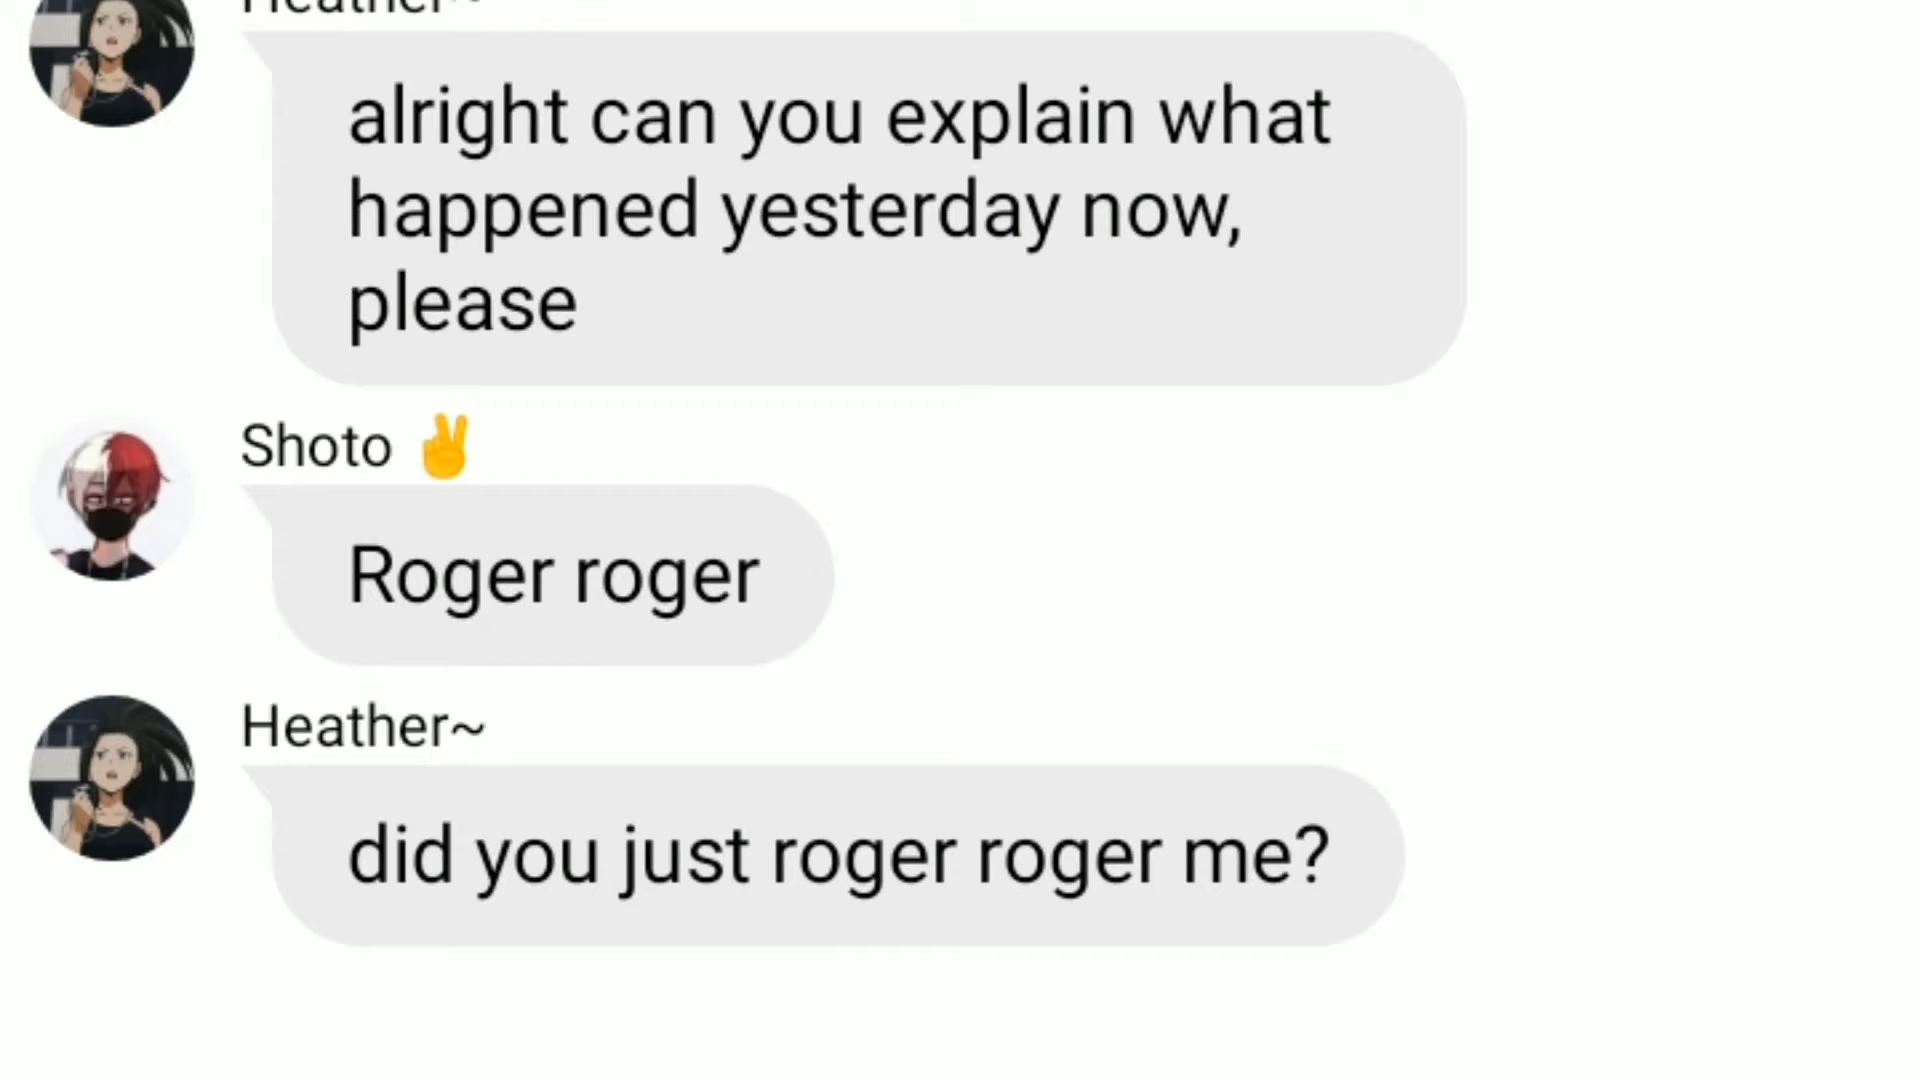 Heather~
alright can you explain what
happened yesterday now,
please
Shoto ✌
Roger roger
Heather~
did you just roger roger me?